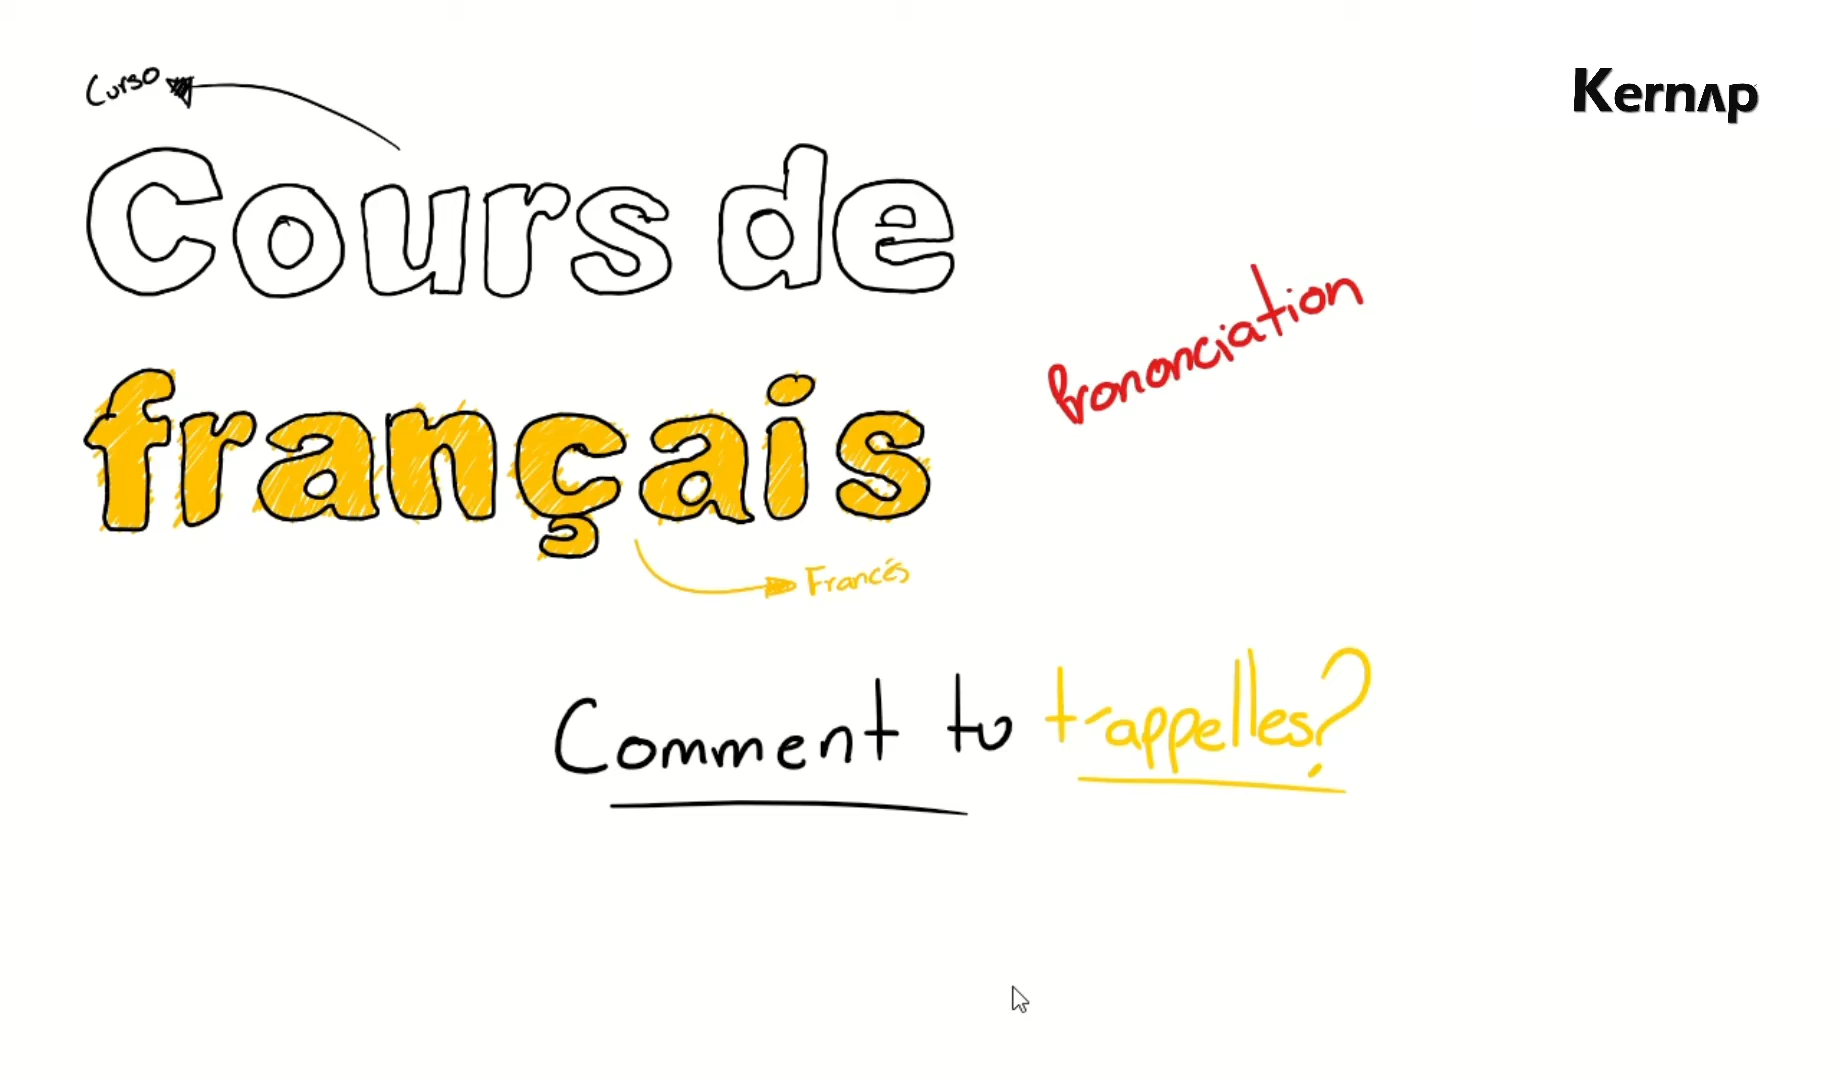 Curso
Kernap
Cours de
français
Prononciation
Francés
Comment tu t-appelles?